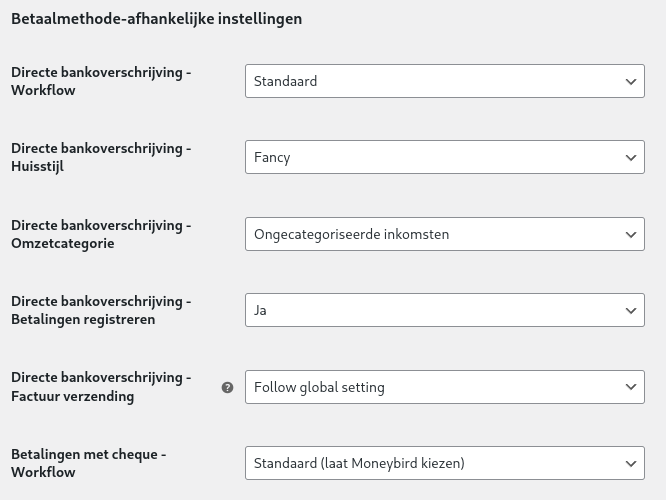 Betaalmethode-afhankelijke instellingen
Directe bankoverschrijving -
Workflow
Standaard
Directe bankoverschrijving -
Huisstijl
Fancy
Directe bankoverschrijving -
Omzetcategorie
Ongecategoriseerde inkomsten
Directe bankoverschrijving -
Betalingen registreren
Ja
Directe bankoverschrijving -
Factuur verzending
?
Follow global setting
Betalingen met cheque -
Workflow
Standaard (laat Moneybird kiezen)